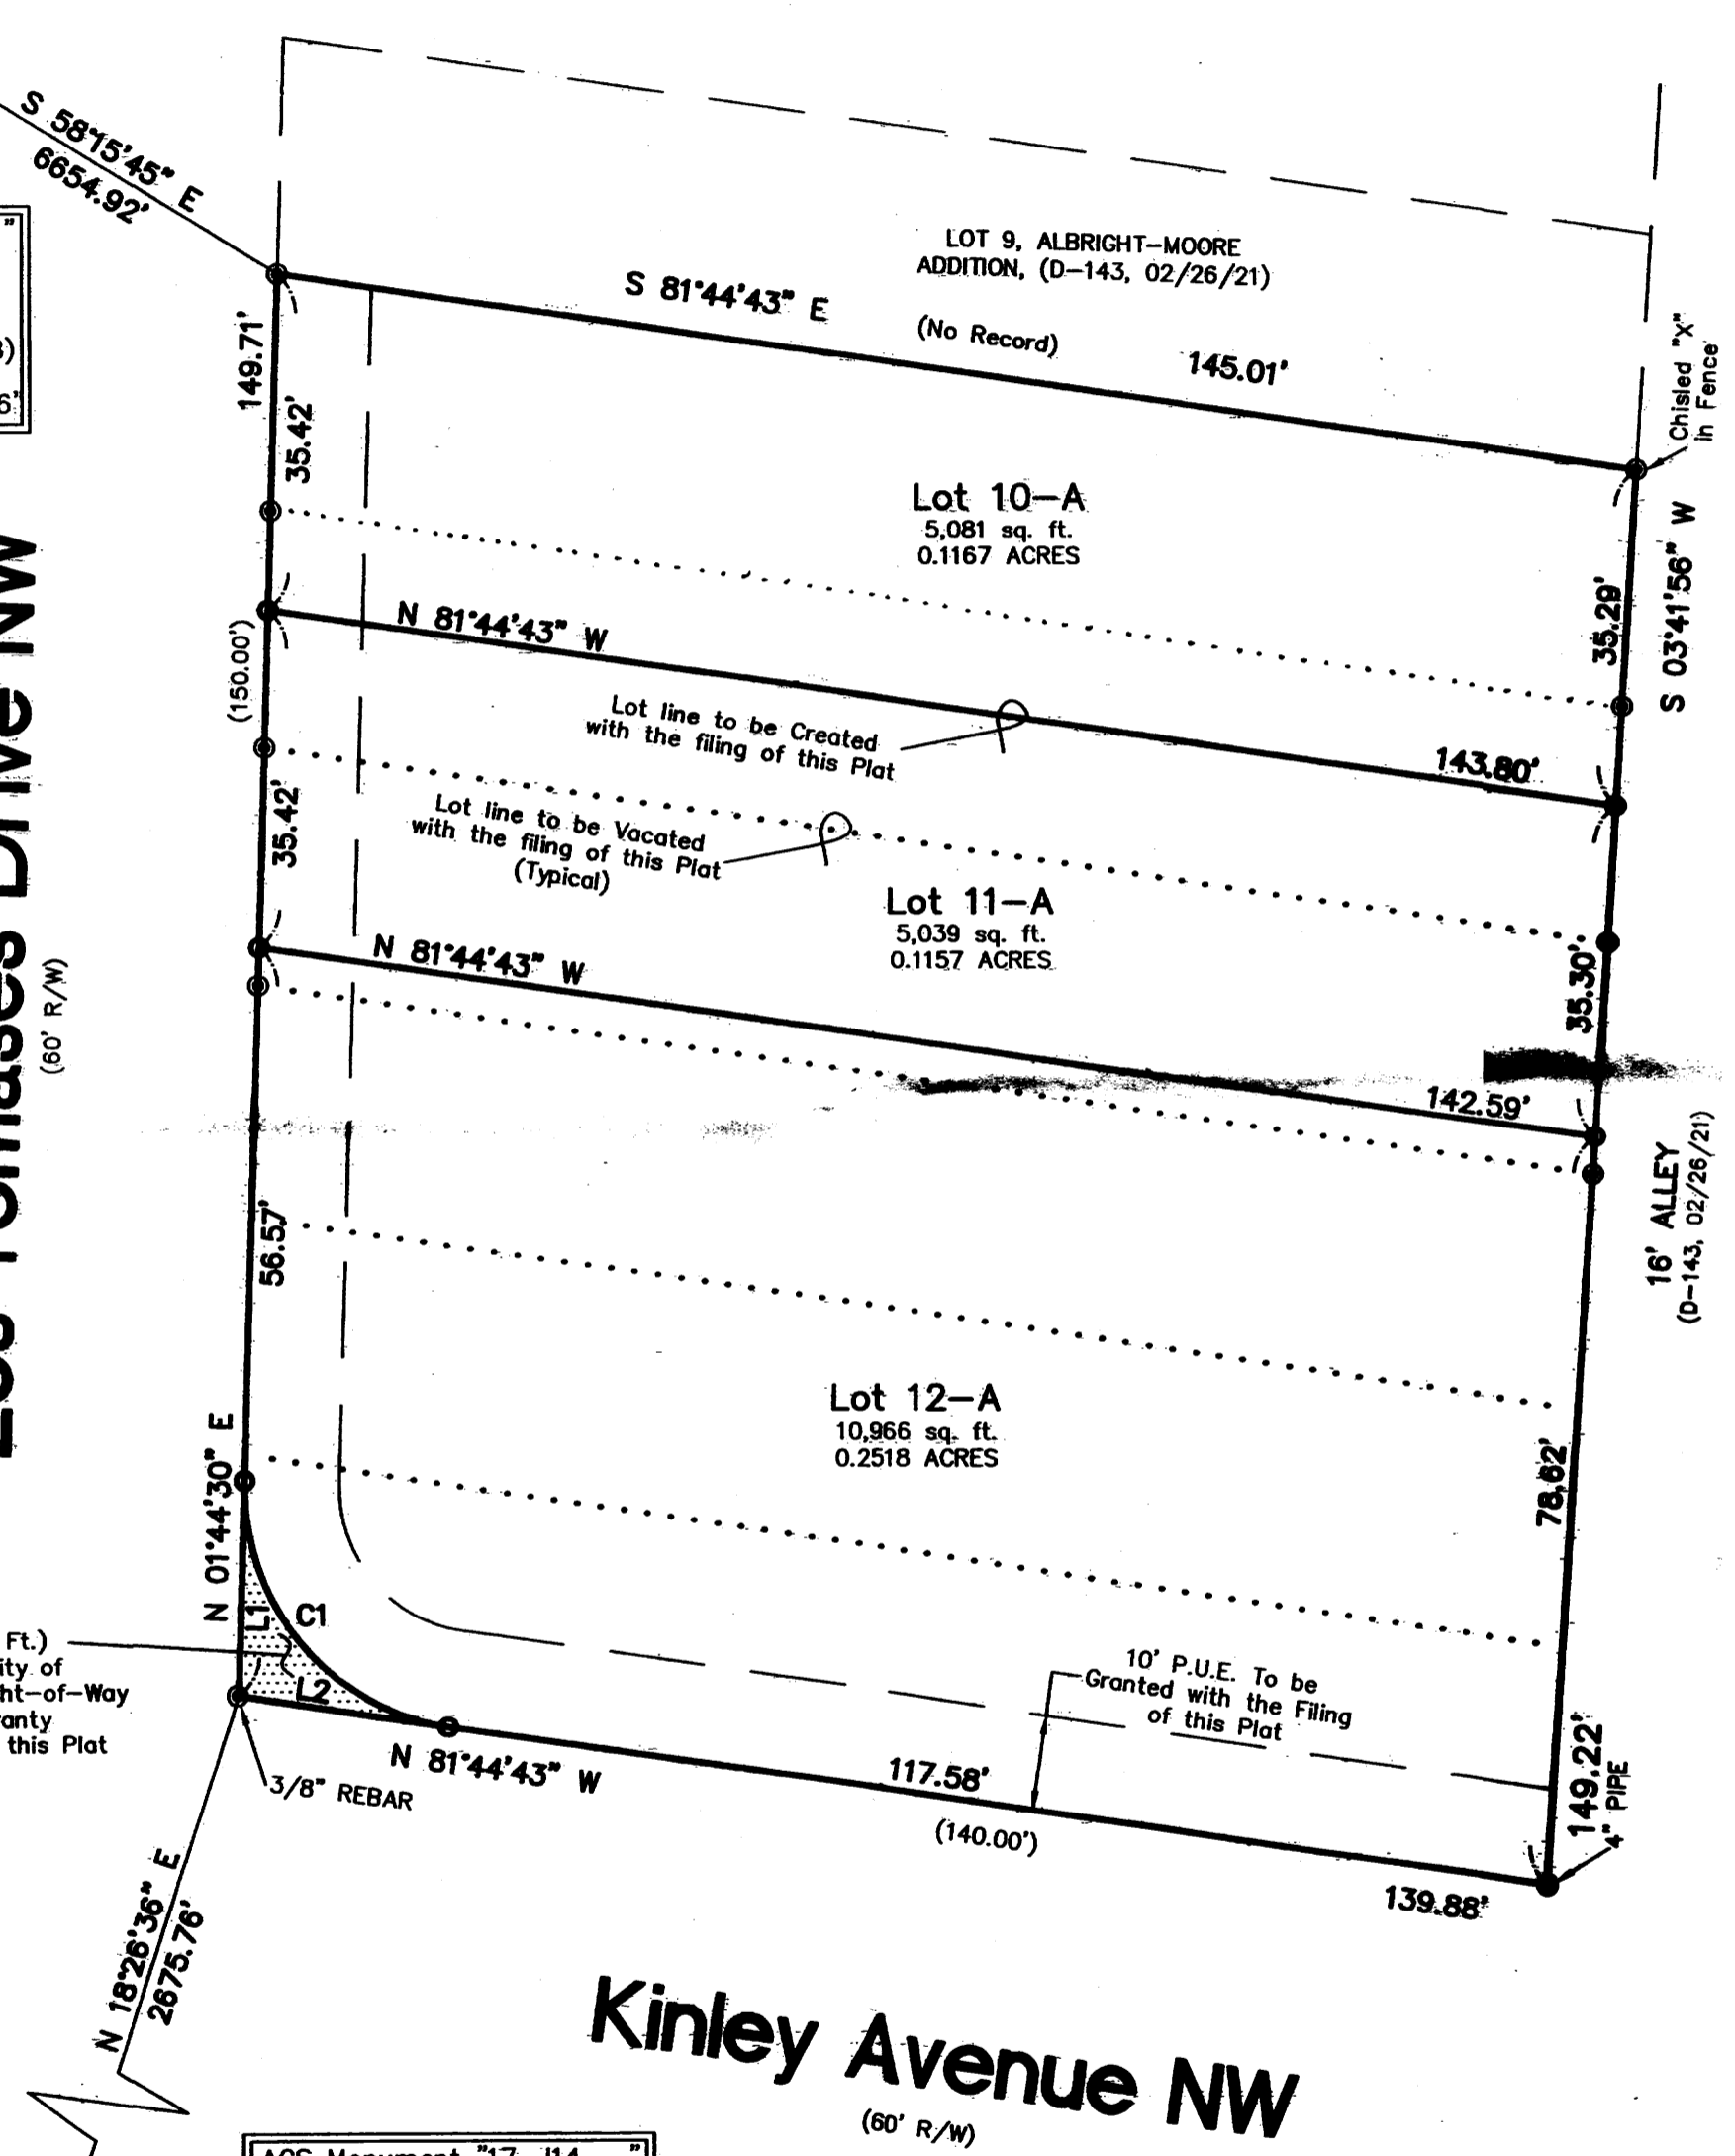 S 58°15'45" E
6654.92'
LOT 9, ALBRIGHT-MOORE
ADDITION, (D-143, 02/26/21)
S 81°44'43" E
(No Record)
145.01'
Chisled "X"
in Fence
149.71'
35.42'
Lot 10-A
5,081 sq. ft.
0.1167 ACRES
35.29'
S 03°41'56" W
N 81°44'43" W
(150.00')
Lot line to be Created
with the filing of this Plat
143.80'
35.42'
Lot line to be Vacated
with the filing of this Plat
(Typical)
Lot 11-A
5,039 sq. ft.
0.1157 ACRES
35.30'
N 81°44'43" W
Drive NW
(60' R/W)
142.59'
16' ALLEY
(D-143, 02/26/21)
56.57'
Lot 12-A
10,966 sq. ft.
0.2518 ACRES
78.62'
N 01°44'30" E
L1
C1
L2
Ft.)
of
this Plat
10' P.U.E. To be
Granted with the Filing
of this Plat
149.22'
4" PIPE
N 81°44'43" W
3/8" REBAR
117.58'
(140.00')
139.88'
N 18°26'36" E
2675.76'
Kinley Avenue NW
(60' R/W)